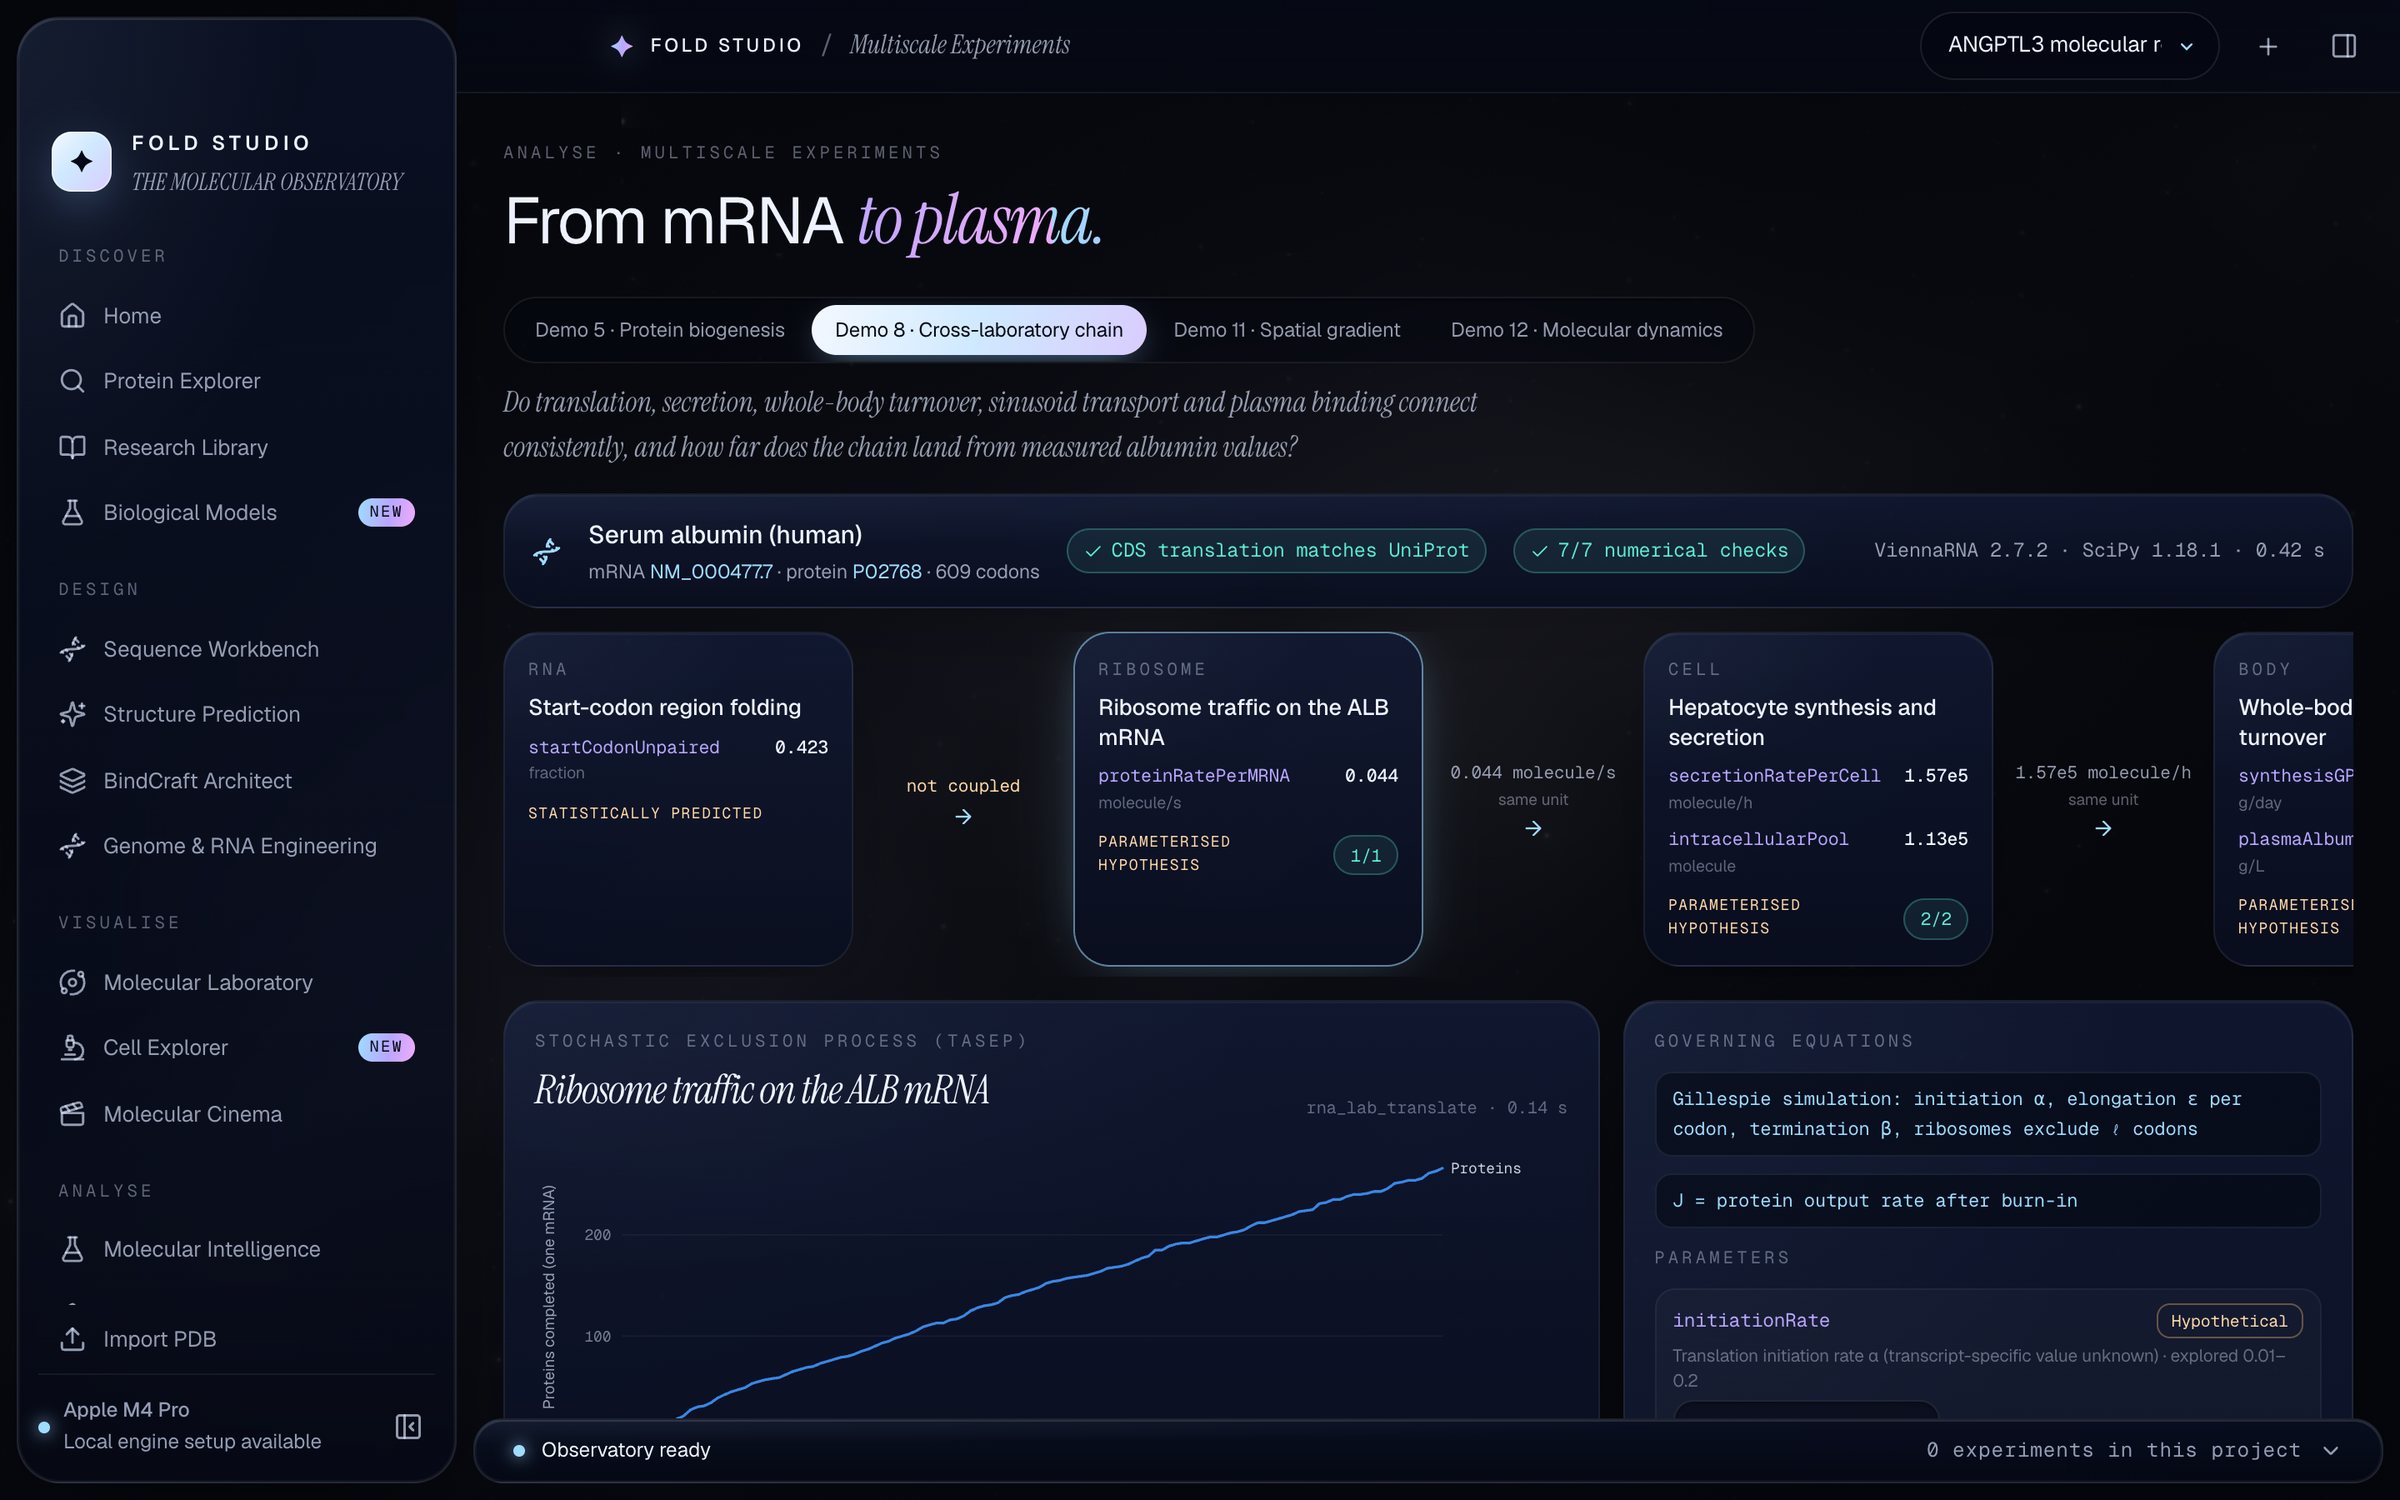 FOLD STUDIO
THE MOLECULAR OBSERVATORY
DISCOVER
Home
Protein Explorer
Research Library
Biological Models NEW
DESIGN
Sequence Workbench
Structure Prediction
BindCraft Architect
Genome & RNA Engineering
VISUALISE
Molecular Laboratory
Cell Explorer NEW
Molecular Cinema
ANALYSE
Molecular Intelligence
Import PDB
Apple M4 Pro
Local engine setup available
FOLD STUDIO / Multiscale Experiments
ANGPTL3 molecular
ANALYSE · MULTISCALE EXPERIMENTS
From mRNA to plasma.
Demo 5 · Protein biogenesis
Demo 8 · Cross-laboratory chain
Demo 11 · Spatial gradient
Demo 12 · Molecular dynamics
Do translation, secretion, whole-body turnover, sinusoid transport and plasma binding connect
consistently, and how far does the chain land from measured albumin values?
Serum albumin (human)
mRNA NM_000477.7 · protein P02768 · 609 codons
CDS translation matches UniProt
7/7 numerical checks
ViennaRNA 2.7.2 · SciPy 1.18.1 · 0.42 s
RNA
Start-codon region folding
startCodonUnpaired 0.423
fraction
STATISTICALLY PREDICTED
not coupled
→
RIBOSOME
Ribosome traffic on the ALB
mRNA
proteinRatePerMRNA 0.044
molecule/s
PARAMETERISED
HYPOTHESIS
1/1
0.044 molecule/s
same unit
→
CELL
Hepatocyte synthesis and
secretion
secretionRatePerCell 1.57e5
molecule/h
intracellularPool 1.13e5
molecule
PARAMETERISED
HYPOTHESIS
2/2
1.57e5 molecule/h
same unit
→
BODY
Whole-bod
turnover
synthesisGP
g/day
plasmaAlbum
g/L
PARAMETERIS
HYPOTHESIS
STOCHASTIC EXCLUSION PROCESS (TASEP)
Ribosome traffic on the ALB mRNA
rna_lab_translate · 0.14 s
Proteins
Proteins completed (one mRNA)
200
100
GOVERNING EQUATIONS
Gillespie simulation: initiation α, elongation ε per
codon, termination β, ribosomes exclude ℓ codons
J = protein output rate after burn-in
PARAMETERS
initiationRate Hypothetical
Translation initiation rate α (transcript-specific value unknown) · explored 0.01–
0.2
Observatory ready
0 experiments in this project